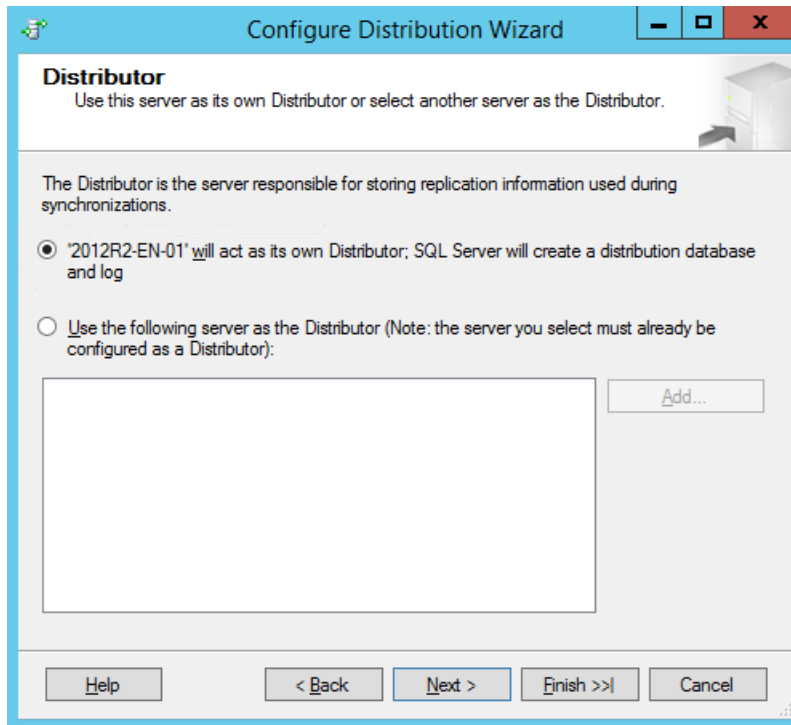 Configure Distribution Wizard
Distributor
Use this server as its own Distributor or select another server as the Distributor.
The Distributor is the server responsible for storing replication information used during
synchronizations.
'2012R2-EN-01' will act as its own Distributor; SQL Server will create a distribution database
and log
Use the following server as the Distributor (Note: the server you select must already be
configured as a Distributor):
Add...
Help
< Back
Next >
Finish >>|
Cancel